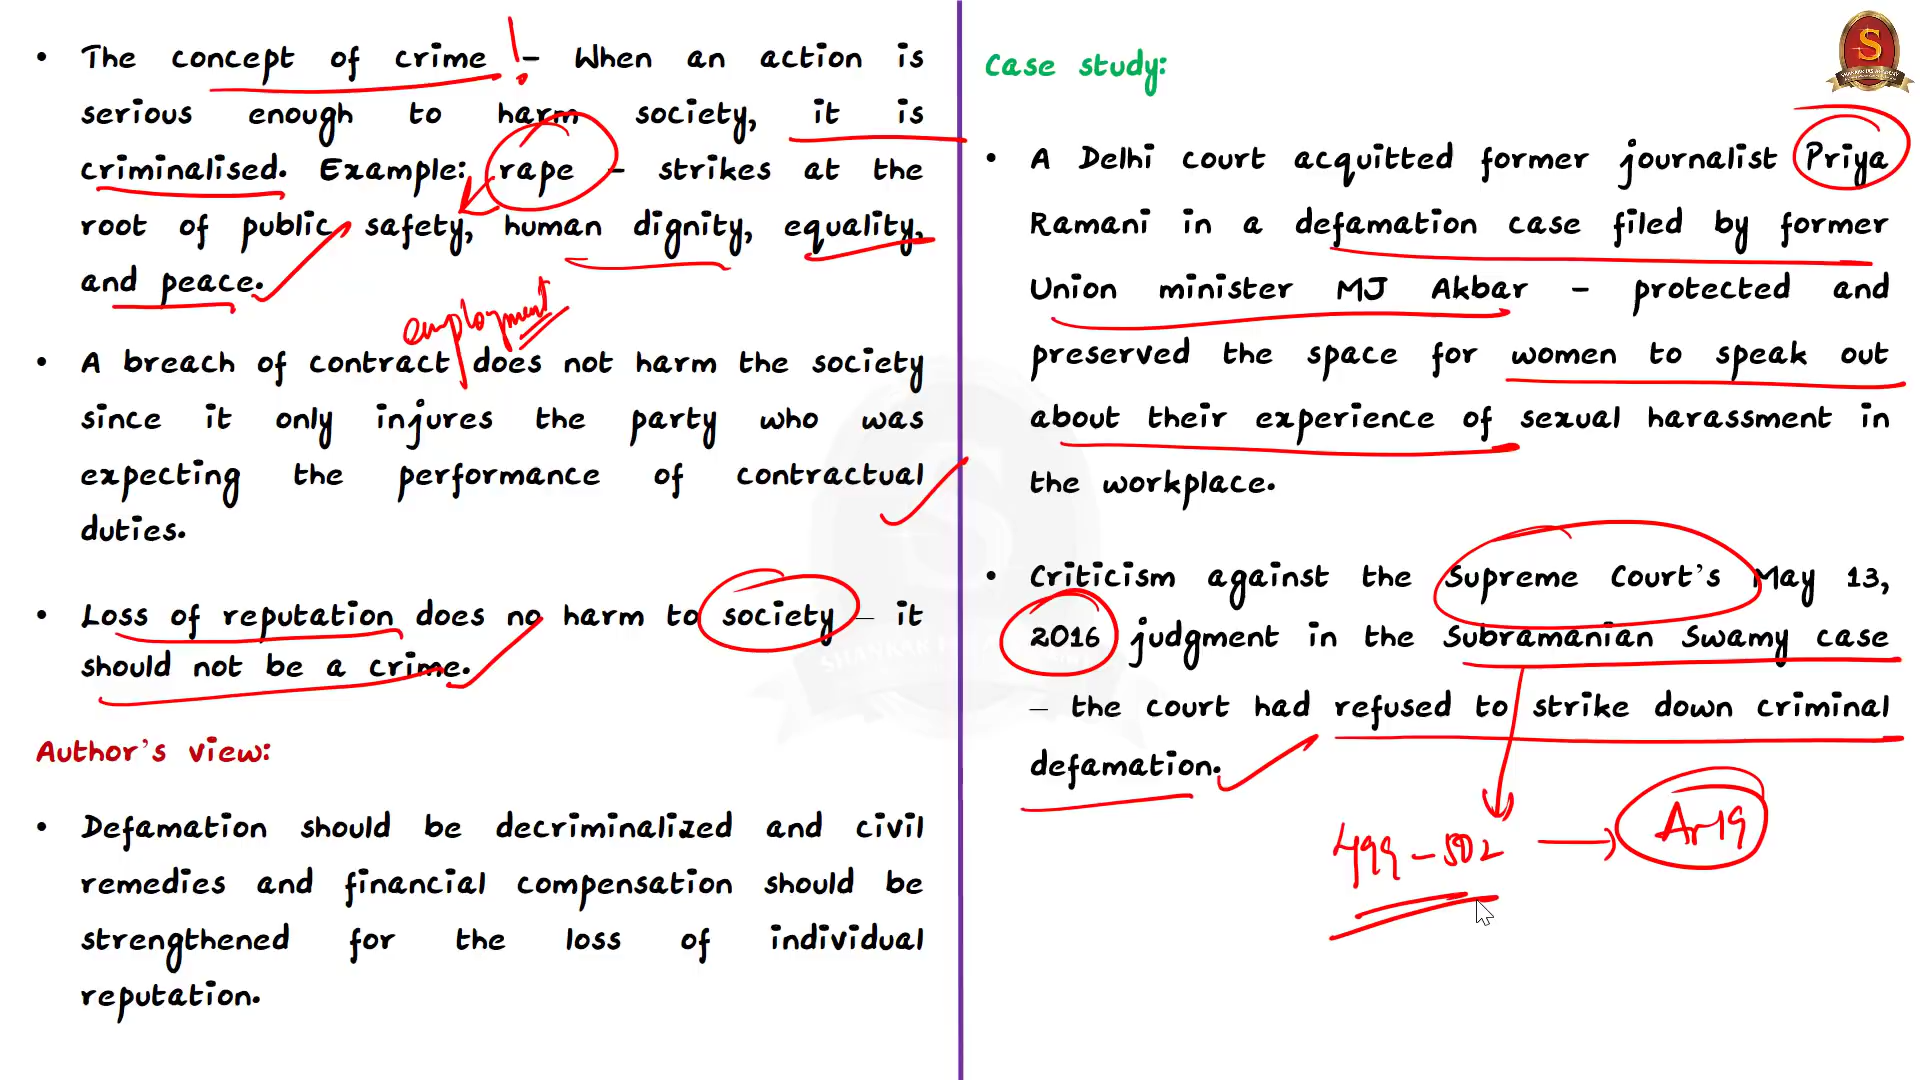 • The concept of crime – When an action is
serious enough to harm society, it is
criminalised. Example: rape – strikes at the
root of public safety, human dignity, equality,
and peace.
employment
• A breach of contract does not harm the society
since it only injures the party who was
expecting the performance of contractual
duties.
• Loss of reputation does no harm to society – it
should not be a crime.
Author's view:
• Defamation should be decriminalized and civil
remedies and financial compensation should be
strengthened for the loss of individual
reputation.
Case study:
• A Delhi court acquitted former journalist Priya
Ramani in a defamation case filed by former
Union minister MJ Akbar – protected and
preserved the space for women to speak out
about their experience of sexual harassment in
the workplace.
• Criticism against the Supreme Court's May 13,
2016 judgment in the Subramanian Swamy case
– the court had refused to strike down criminal
defamation.
499 – 502 → Ar 19
S
SHANKAR IAS ACADEMY